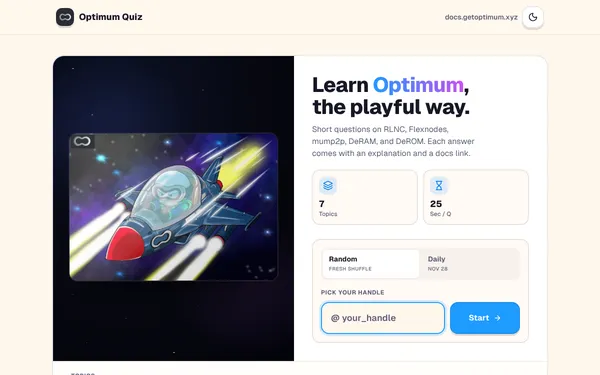 Optimum Quiz
docs.getoptimum.xyz
Learn Optimum,
the playful way.
Short questions on RLNC, Flexnodes,
mump2p, DeRAM, and DeROM. Each answer
comes with an explanation and a docs link.
7
Topics
25
Sec / Q
Random
FRESH SHUFFLE
Daily
NOV 28
PICK YOUR HANDLE
@ your_handle
Start →